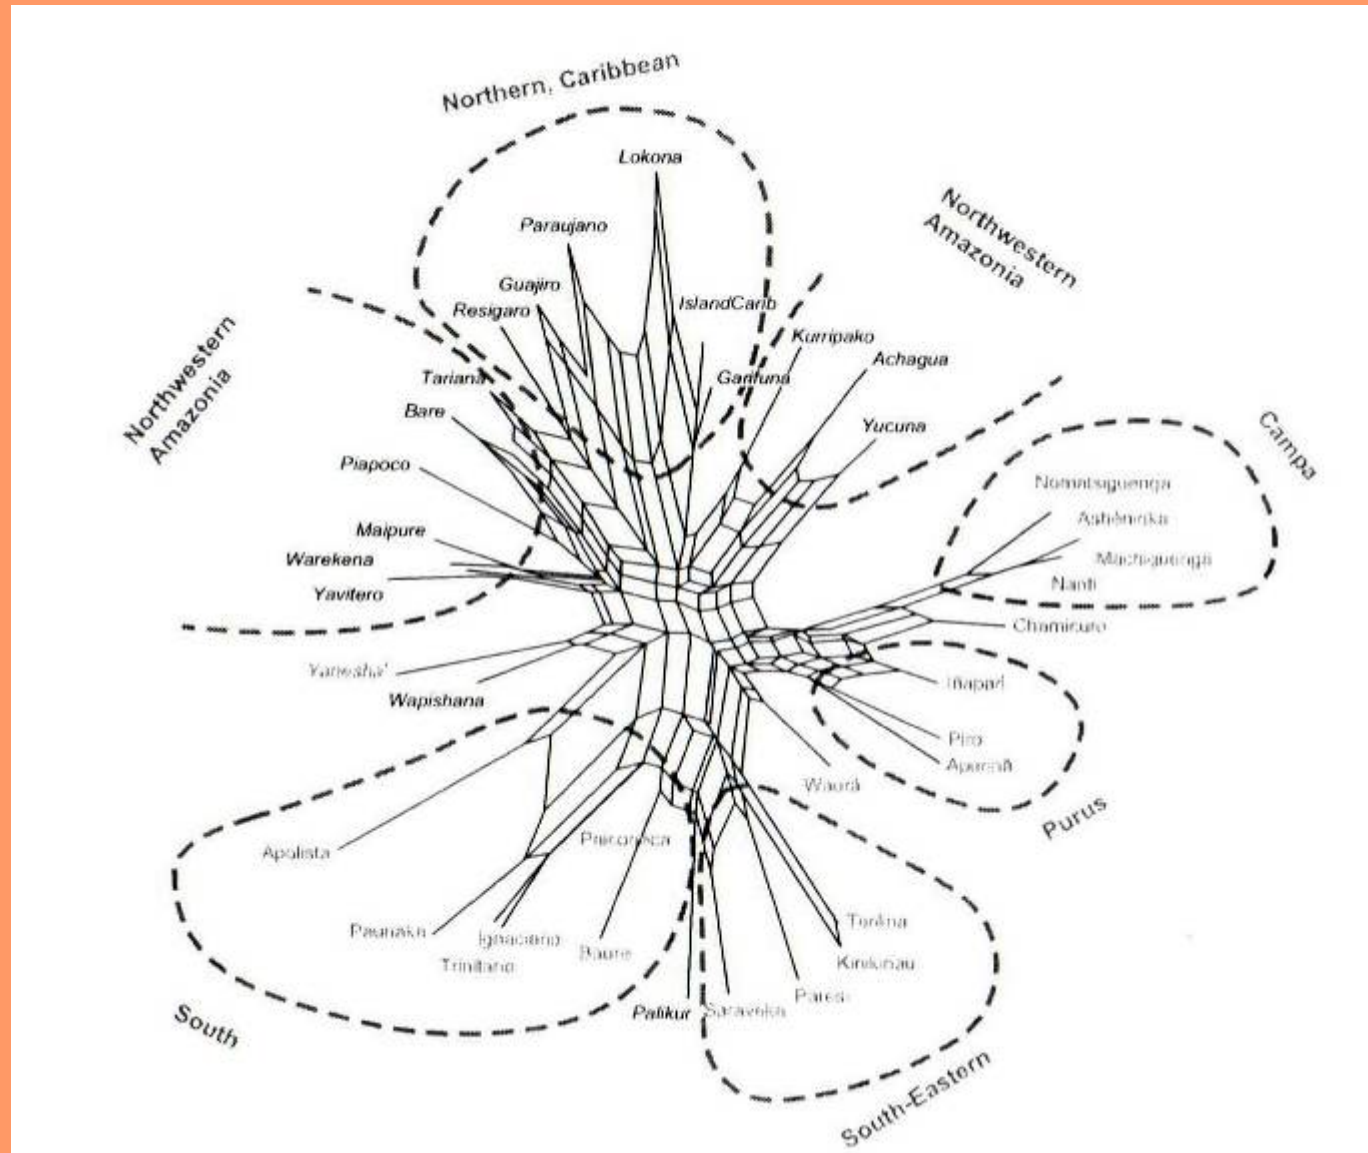 Northern, Caribbean
Lokona
Northwestern
Amazonia
Paraujano
Guajiro
Resigaro
IslandCarib
Kurripako
Achagua
Northwestern
Amazonia
Tariana
Garifuna
Bare
Yucuna
Campa
Piapoco
Nomatsiguenga
Ashéninka
Maipure
Machiguenga
Warekena
Nanti
Yavitero
Chamicuro
Yanesha'
Iñapari
Wapishana
Piro
Apurinã
Waurá
Purus
Apolista
Paunaka
Ignaciano
Trinitano
Baure
Terêna
Kinikinau
Paresi
Palikur
Saraveka
South
South-Eastern